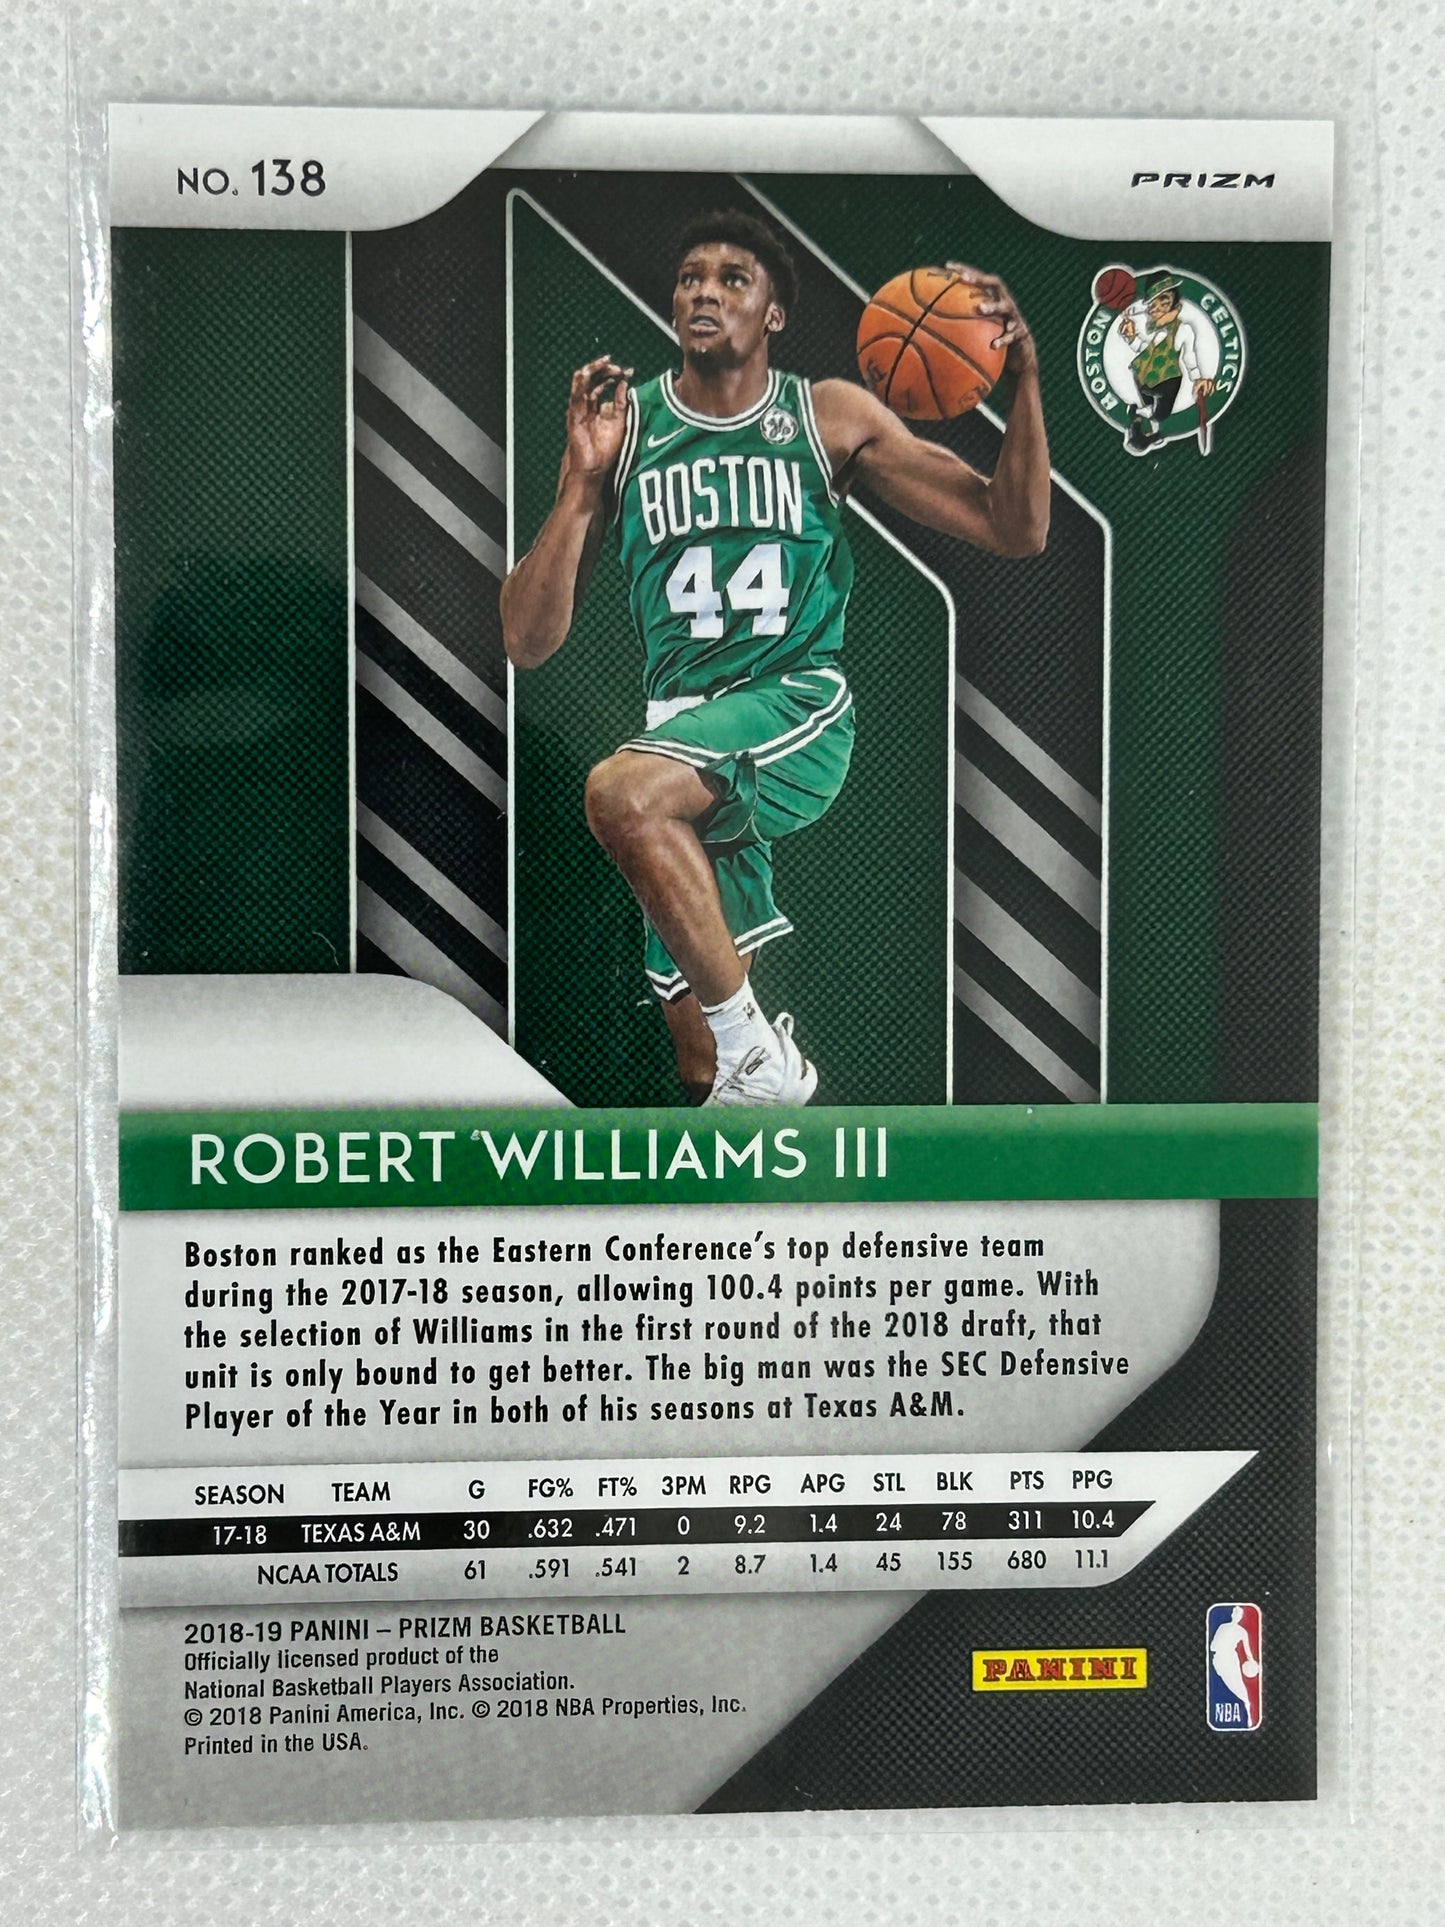 NO. 138
PRIZM
BOSTON CELTICS
BOSTON
44
ROBERT WILLIAMS III
Boston ranked as the Eastern Conference's top defensive team
during the 2017-18 season, allowing 100.4 points per game. With
the selection of Williams in the first round of the 2018 draft, that
unit is only bound to get better. The big man was the SEC Defensive
Player of the Year in both of his seasons at Texas A&M.
SEASON TEAM G FG% FT% 3PM RPG APG STL BLK PTS PPG
17-18 TEXAS A&M 30 .632 .471 0 9.2 1.4 24 78 311 10.4
NCAA TOTALS 61 .591 .541 2 8.7 1.4 45 155 680 11.1
2018-19 PANINI – PRIZM BASKETBALL
Officially licensed product of the
National Basketball Players Association.
© 2018 Panini America, Inc. © 2018 NBA Properties, Inc.
Printed in the USA.
PANINI
NBA